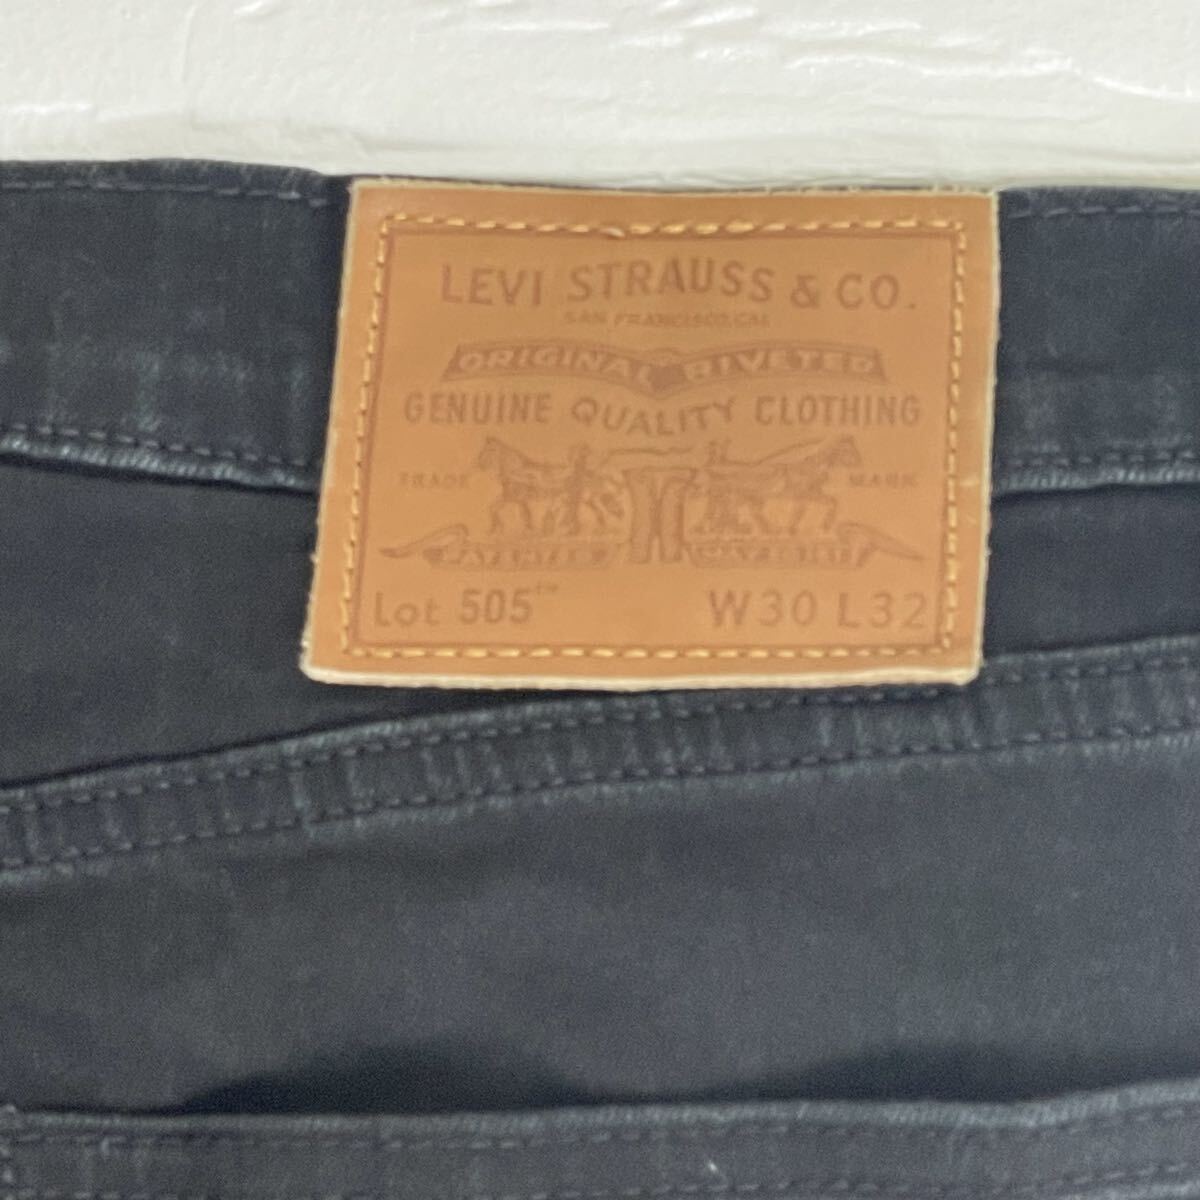 LEVI STRAUSS & CO.
SAN FRANCISCO, CAL
ORIGINAL RIVETED
GENUINE QUALITY CLOTHING
TRADE MARK
Lot 505™ W30 L32